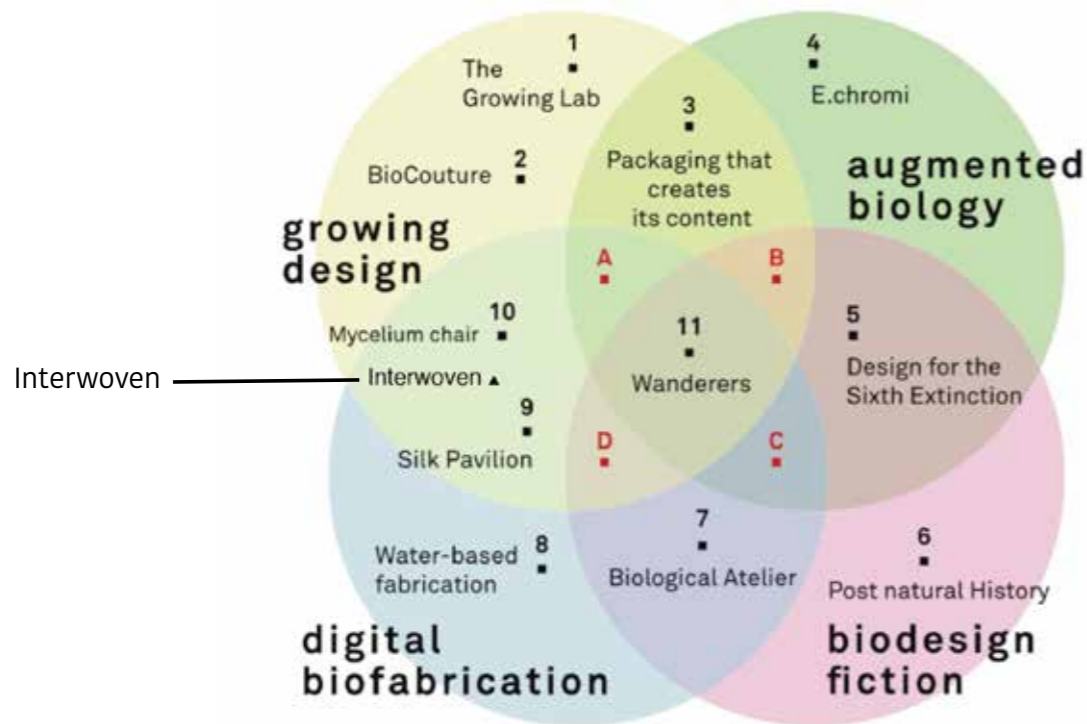 1
The
Growing Lab
4
E.chromi
3
Packaging that
creates
its content
2
BioCouture
augmented
biology
growing
design
A
B
10
Mycelium chair
11
Wanderers
5
Design for the
Sixth Extinction
Interwoven
Interwoven
9
Silk Pavilion
D
C
8
Water-based
fabrication
7
Biological Atelier
6
Post natural History
digital
biofabrication
biodesign
fiction